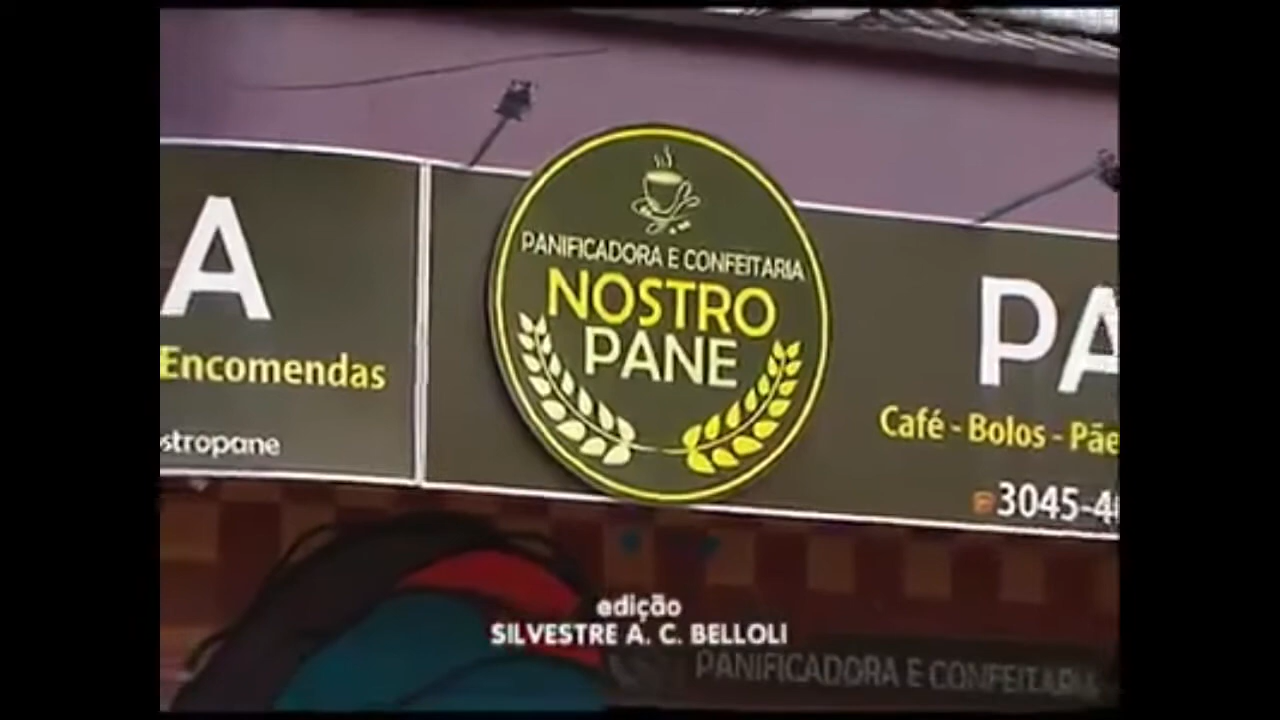 A
Encomendas
stropane
PANIFICADORA E CONFEITARIA
NOSTRO
PANE
PA
Café - Bolos - Pãe
3045-4
edição
SILVESTRE A. C. BELLOLI
PANIFICADORA E CONFEITARIA